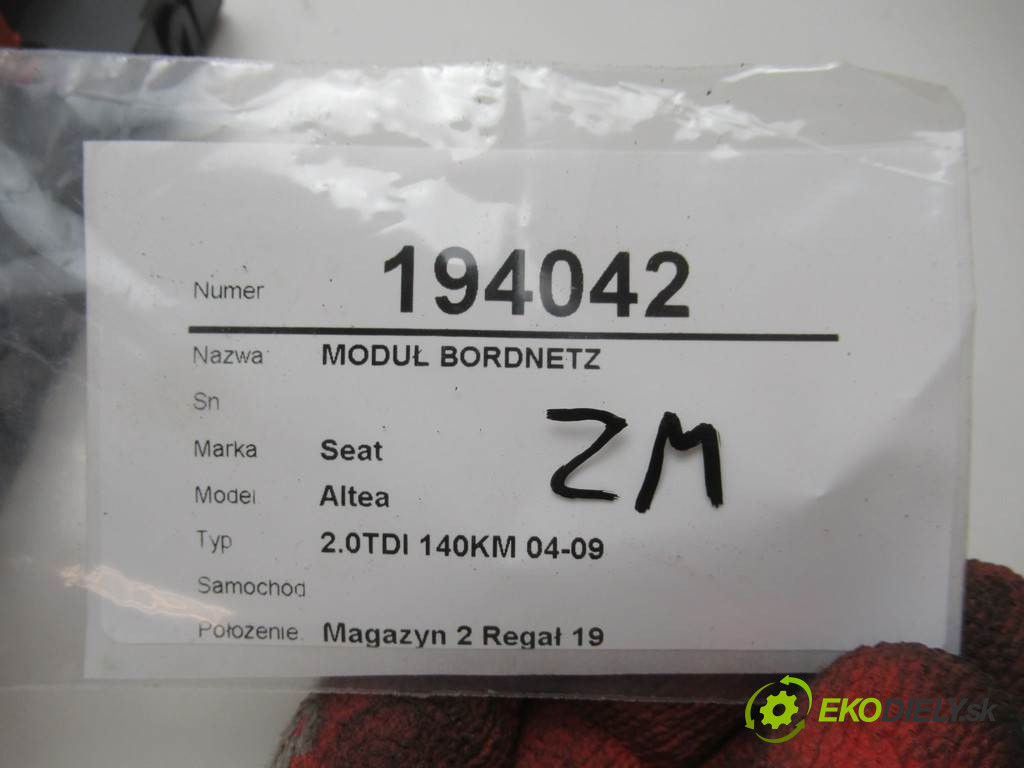 Numer 194042
Nazwa: MODUŁ BORDNETZ
Sn
Marka Seat
ZM
Model Altea
Typ 2.0TDI 140KM 04-09
Samochod
Położenie: Magazyn 2 Regał 19
EKODIELY.sk